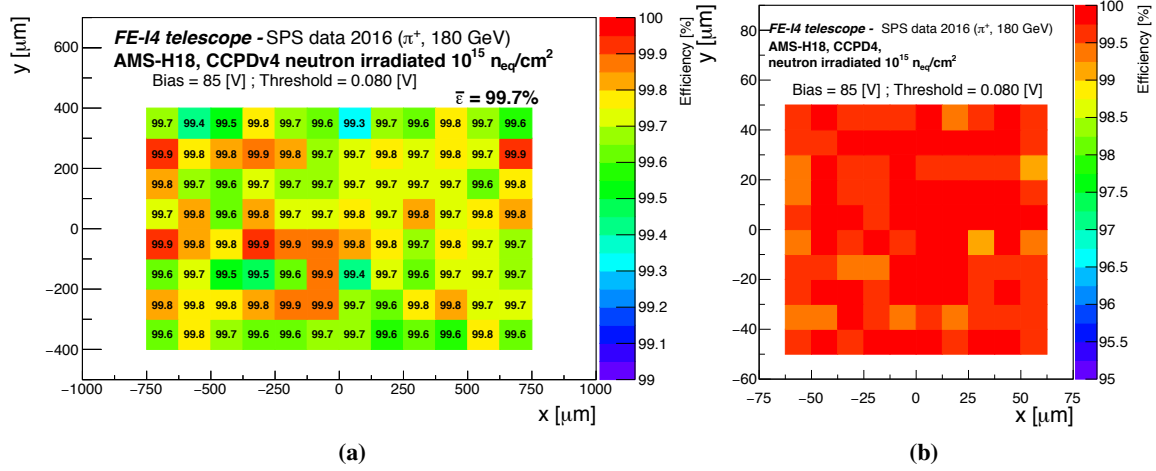 FE-I4 telescope - SPS data 2016 (π+, 180 GeV)
AMS-H18, CCPDv4 neutron irradiated 10^15 n_eq/cm^2
Bias = 85 [V] ; Threshold = 0.080 [V]
ε̄ = 99.7%
99.7 99.4 99.5 99.8 99.7 99.6 99.3 99.7 99.6 99.8 99.7 99.6
99.9 99.8 99.8 99.9 99.8 99.7 99.7 99.8 99.7 99.8 99.7 99.9
99.8 99.7 99.6 99.7 99.7 99.7 99.7 99.7 99.7 99.7 99.6 99.8
99.7 99.8 99.6 99.8 99.7 99.7 99.8 99.7 99.8 99.7 99.8 99.8
99.9 99.8 99.8 99.9 99.9 99.9 99.8 99.8 99.7 99.7 99.8 99.7
99.6 99.7 99.5 99.5 99.6 99.9 99.4 99.7 99.7 99.7 99.7 99.6
99.8 99.8 99.7 99.8 99.9 99.9 99.7 99.6 99.8 99.8 99.7 99.7
99.6 99.6 99.7 99.7 99.6 99.7 99.7 99.6 99.6 99.6 99.8 99.6
y [μm]
600
400
200
0
−200
−400
−1000 −750 −500 −250 0 250 500 750 1000
x [μm]
Efficiency [%]
100
99.9
99.8
99.7
99.6
99.5
99.4
99.3
99.2
99.1
99
(a)
FE-I4 telescope - SPS data 2016 (π+, 180 GeV)
AMS-H18, CCPD4,
neutron irradiated 10^15 n_eq/cm^2
Bias = 85 [V] ; Threshold = 0.080 [V]
y [μm]
80
60
40
20
0
−20
−40
−60
−75 −50 −25 0 25 50 75
x [μm]
Efficiency [%]
100
99.5
99
98.5
98
97.5
97
96.5
96
95.5
95
(b)